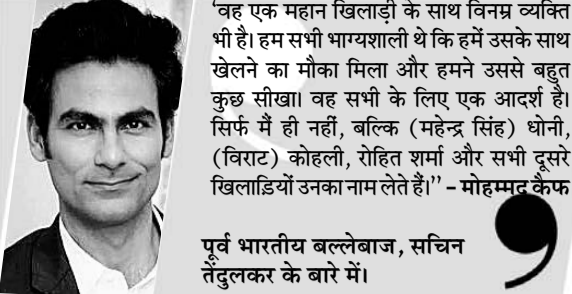 ‘वह एक महान खिलाड़ी के साथ विनम्र व्यक्ति
भी है। हम सभी भाग्यशाली थे कि हमें उसके साथ
खेलने का मौका मिला और हमने उससे बहुत
कुछ सीखा। वह सभी के लिए एक आदर्श है।
सिर्फ मैं ही नहीं, बल्कि (महेन्द्र सिंह) धोनी,
(विराट) कोहली, रोहित शर्मा और सभी दूसरे
खिलाड़ियों उनका नाम लेते हैं।’’ – मोहम्मद कैफ
पूर्व भारतीय बल्लेबाज, सचिन
तेंदुलकर के बारे में।